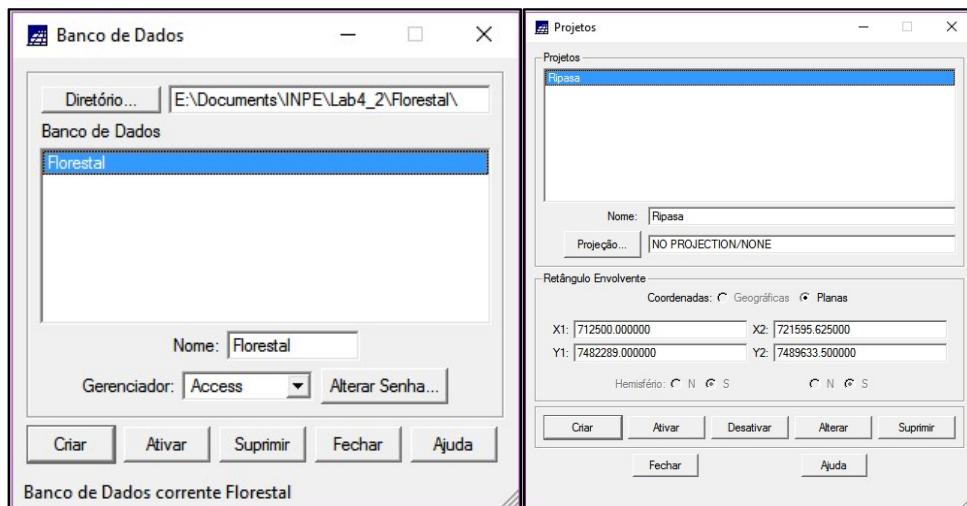 Banco de Dados
Diretório... E:\Documents\INPE\Lab4_2\Florestal\
Banco de Dados
Florestal
Nome: Florestal
Gerenciador: Access Alterar Senha...
Criar Ativar Suprimir Fechar Ajuda
Banco de Dados corrente Florestal
Projetos
Projetos
Ripasa
Nome: Ripasa
Projeção... NO PROJECTION/NONE
Retângulo Envolvente
Coordenadas: Geográficas Planas
X1: 712500.000000 X2: 721595.625000
Y1: 7482289.000000 Y2: 7489633.500000
Hemisfério: N S N S
Criar Ativar Desativar Alterar Suprimir
Fechar Ajuda